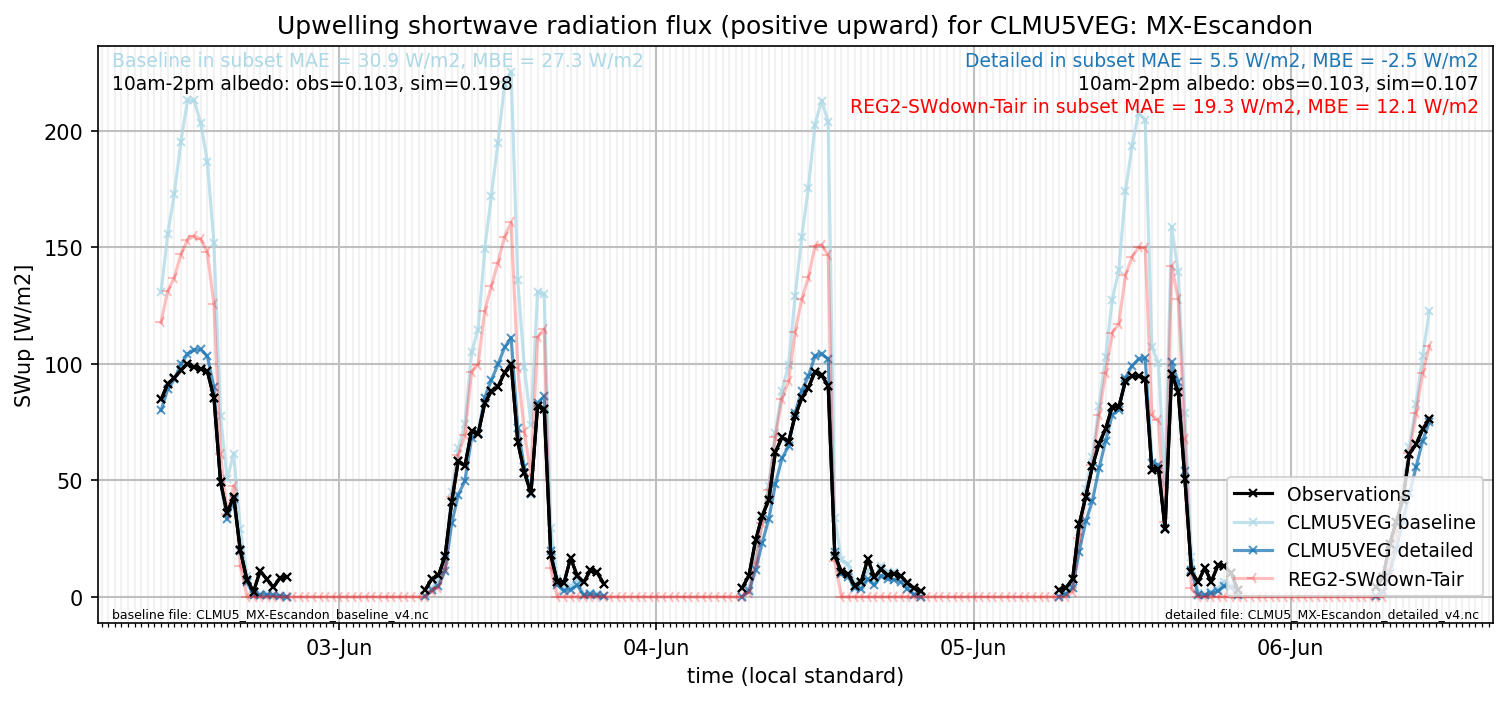 Upwelling shortwave radiation flux (positive upward) for CLMU5VEG: MX-Escandon
Baseline in subset MAE = 30.9 W/m2, MBE = 27.3 W/m2
10am-2pm albedo: obs=0.103, sim=0.198
Detailed in subset MAE = 5.5 W/m2, MBE = -2.5 W/m2
10am-2pm albedo: obs=0.103, sim=0.107
REG2-SWdown-Tair in subset MAE = 19.3 W/m2, MBE = 12.1 W/m2
SWup [W/m2]
200
150
100
50
0
Observations
CLMU5VEG baseline
CLMU5VEG detailed
REG2-SWdown-Tair
baseline file: CLMU5_MX-Escandon_baseline_v4.nc
detailed file: CLMU5_MX-Escandon_detailed_v4.nc
03-Jun
04-Jun
05-Jun
06-Jun
time (local standard)